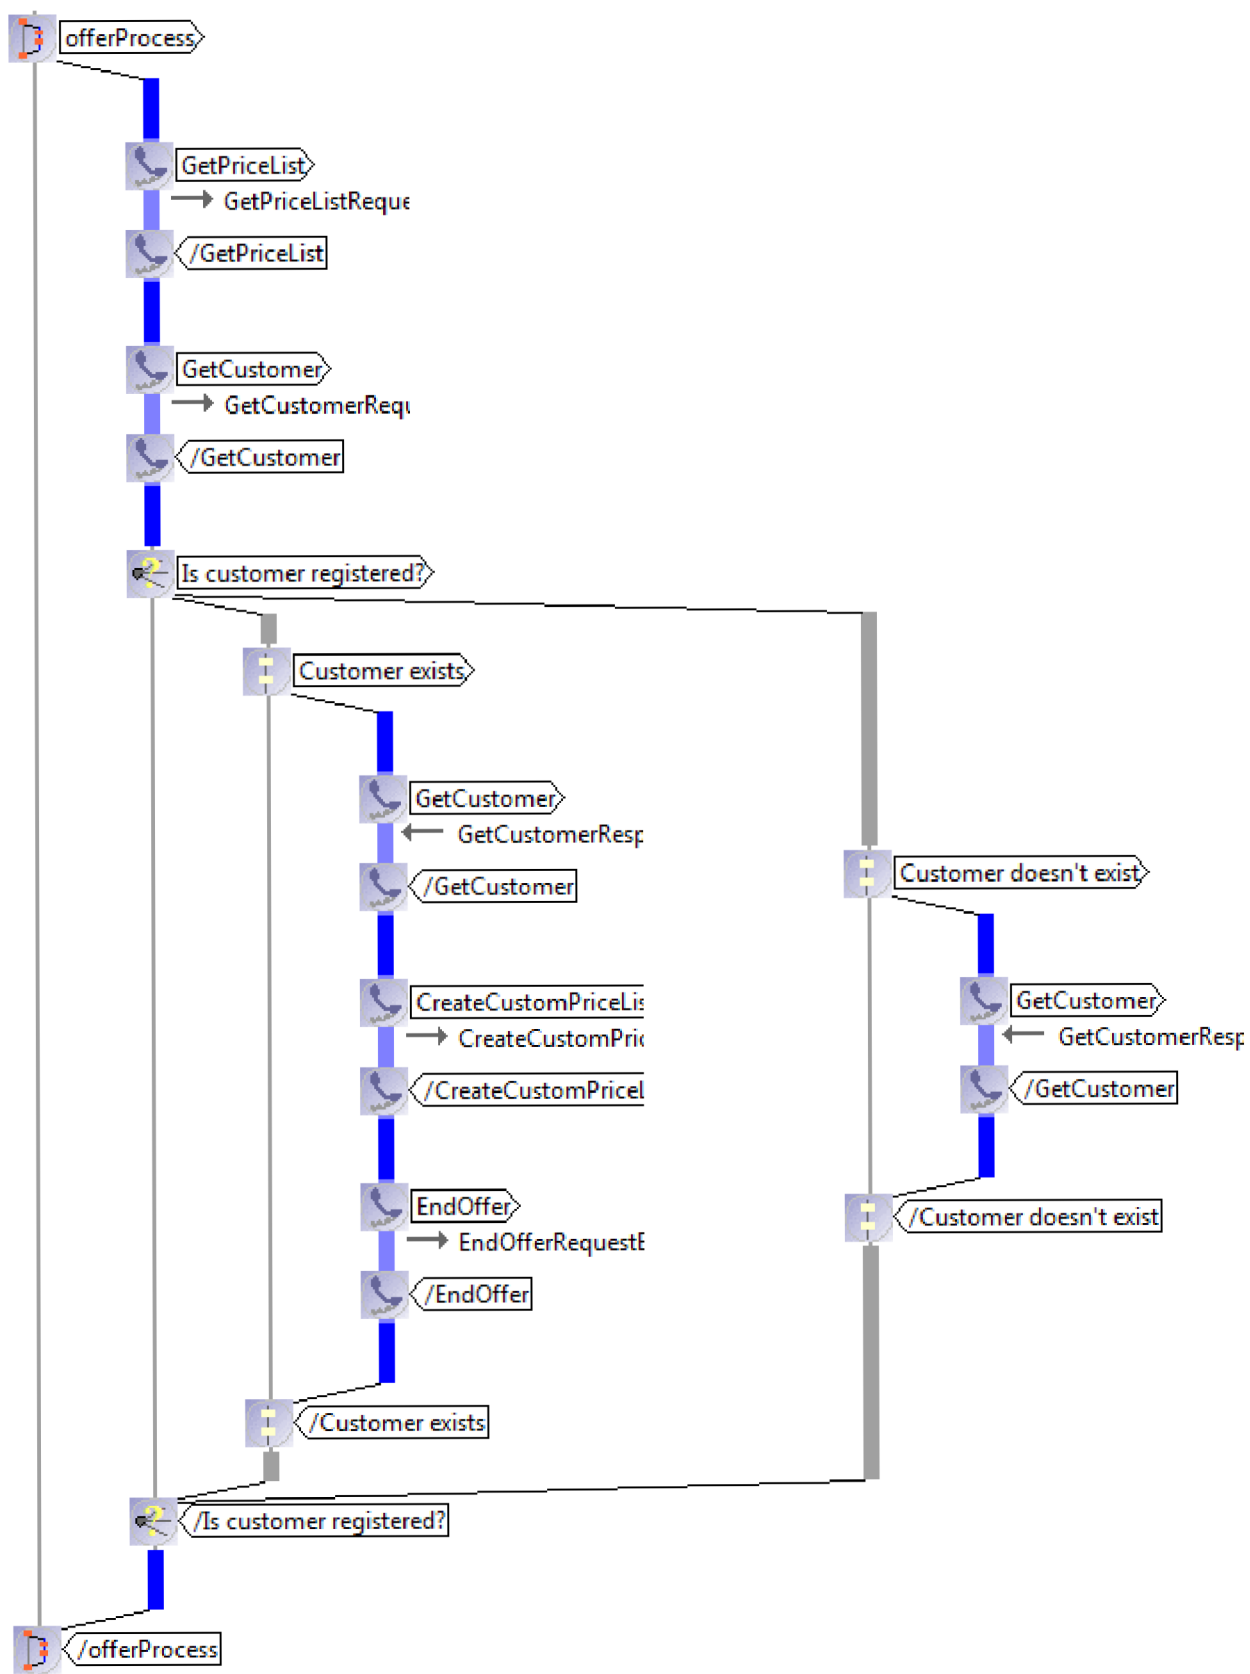 offerProcess
GetPriceList
GetPriceListReque
/GetPriceList
GetCustomer
GetCustomerRequ
/GetCustomer
Is customer registered?
Customer exists
GetCustomer
GetCustomerResp
/GetCustomer
CreateCustomPriceLis
CreateCustomPric
/CreateCustomPriceL
EndOffer
EndOfferRequestE
/EndOffer
/Customer exists
Customer doesn't exist
GetCustomer
GetCustomerResp
/GetCustomer
/Customer doesn't exist
/Is customer registered?
/offerProcess